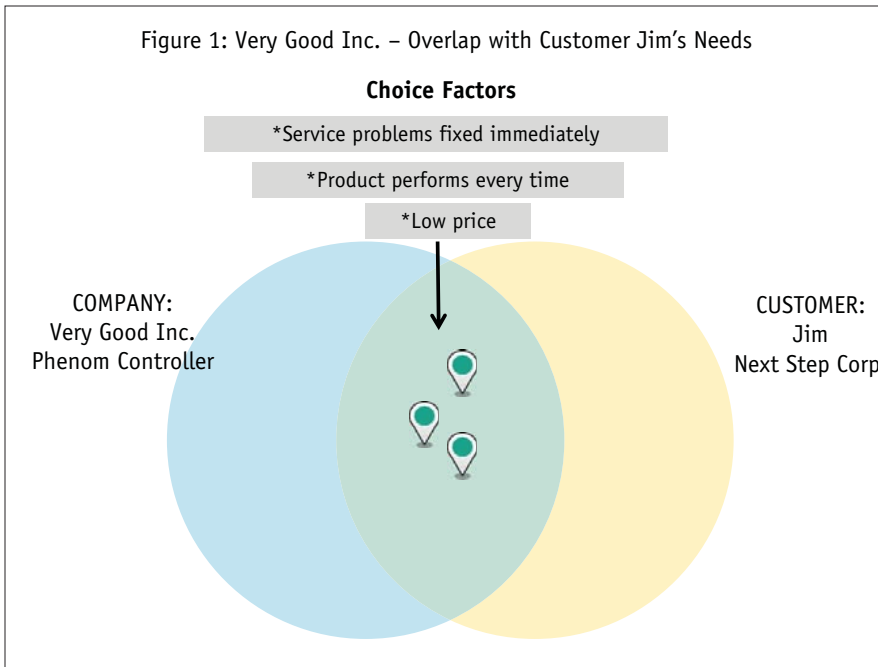 Figure 1: Very Good Inc. – Overlap with Customer Jim's Needs
Choice Factors
*Service problems fixed immediately
*Product performs every time
*Low price
COMPANY:
Very Good Inc.
Phenom Controller
CUSTOMER:
Jim
Next Step Corp